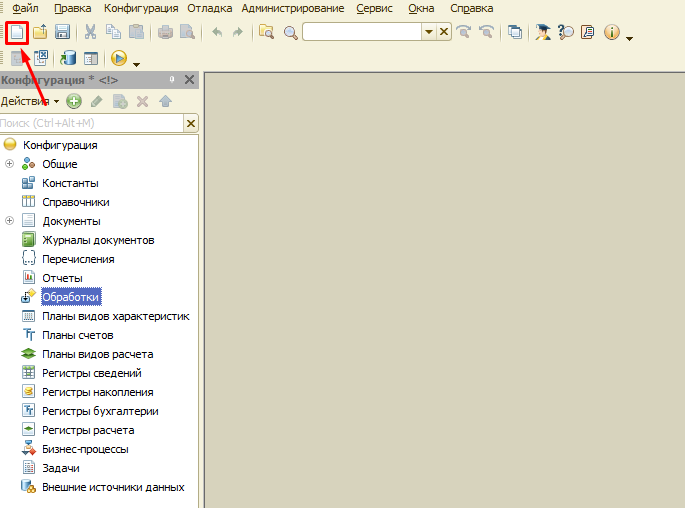 Файл Правка Конфигурация Отладка Администрирование Сервис Окна Справка
Конфигурация * <!>
Действия
Поиск (Ctrl+Alt+M)
Конфигурация
Общие
Константы
Справочники
Документы
Журналы документов
Перечисления
Отчеты
Обработки
Планы видов характеристик
Планы счетов
Планы видов расчета
Регистры сведений
Регистры накопления
Регистры бухгалтерии
Регистры расчета
Бизнес-процессы
Задачи
Внешние источники данных